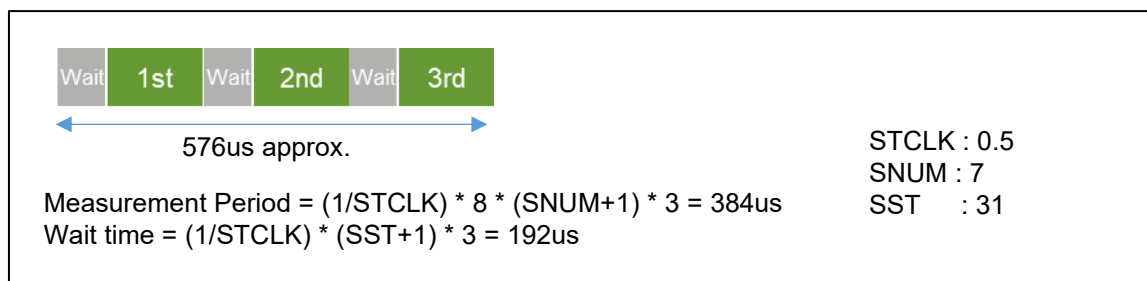 Wait 1st Wait 2nd Wait 3rd
576us approx.
STCLK : 0.5
SNUM : 7
SST : 31
Measurement Period = (1/STCLK) * 8 * (SNUM+1) * 3 = 384us
Wait time = (1/STCLK) * (SST+1) * 3 = 192us